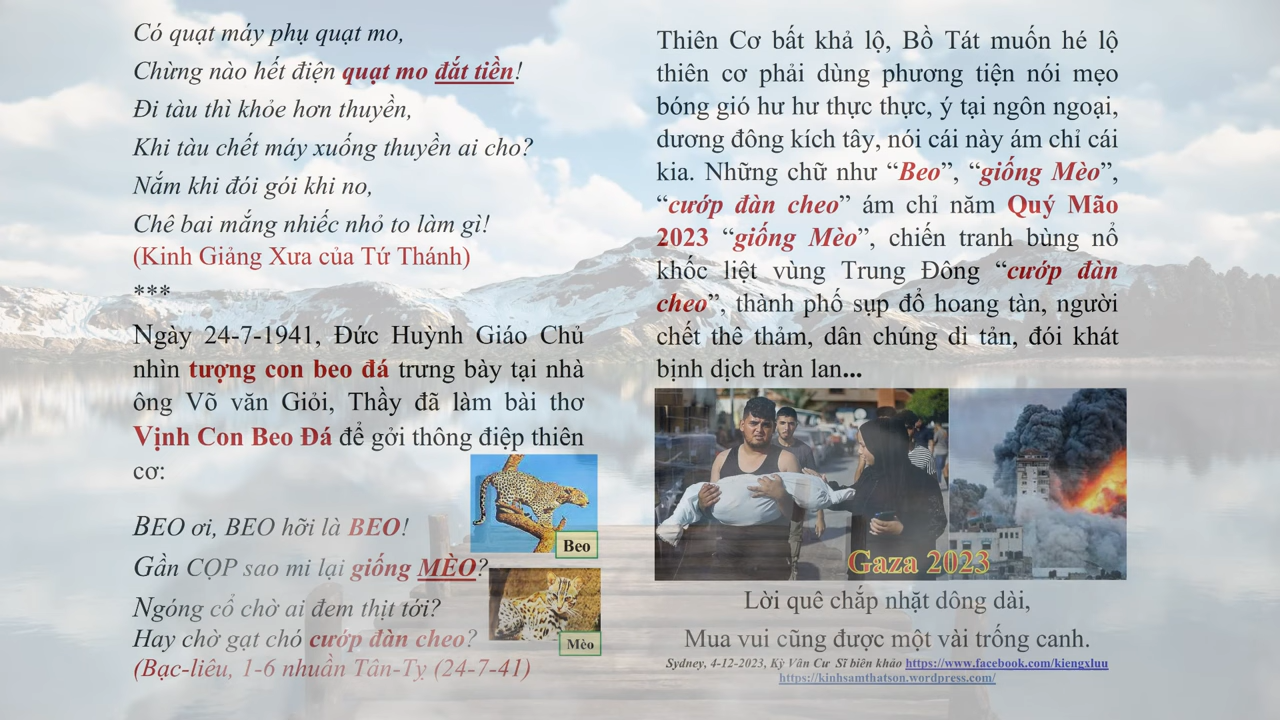 Có quạt máy phụ quạt mo,
Chừng nào hết điện quạt mo đắt tiền!
Đi tàu thì khỏe hơn thuyền,
Khi tàu chết máy xuống thuyền ai cho?
Nắm khi đói gói khi no,
Chê bai mắng nhiếc nhỏ to làm gì!
(Kinh Giảng Xưa của Tứ Thánh)
***
Ngày 24-7-1941, Đức Huỳnh Giáo Chủ
nhìn tượng con beo đá trưng bày tại nhà
ông Võ văn Giỏi, Thầy đã làm bài thơ
Vịnh Con Beo Đá để gởi thông điệp thiên
cơ:
BEO ơi, BEO hỡi là BEO!
Gần CỌP sao mi lại giống MÈO?
Ngóng cổ chờ ai đem thịt tới?
Hay chờ gạt chó cướp đàn cheo?
(Bạc-liêu, 1-6 nhuần Tân-Tỵ (24-7-41)
Beo
Mèo
Thiên Cơ bất khả lộ, Bồ Tát muốn hé lộ
thiên cơ phải dùng phương tiện nói mẹo
bóng gió hư hư thực thực, ý tại ngôn ngoại,
dương đông kích tây, nói cái này ám chỉ cái
kia. Những chữ như “Beo”, “giống Mèo”,
“cướp đàn cheo” ám chỉ năm Quý Mão
2023 “giống Mèo”, chiến tranh bùng nổ
khốc liệt vùng Trung Đông “cướp đàn
cheo”, thành phố sụp đổ hoang tàn, người
chết thê thảm, dân chúng di tản, đói khát
bịnh dịch tràn lan...
Gaza 2023
Lời quê chắp nhặt dông dài,
Mua vui cũng được một vài trống canh.
Sydney, 4-12-2023, Kỳ Vân Cư Sĩ biên khảo https://www.facebook.com/kiengxluu
https://kinhsamthatson.wordpress.com/